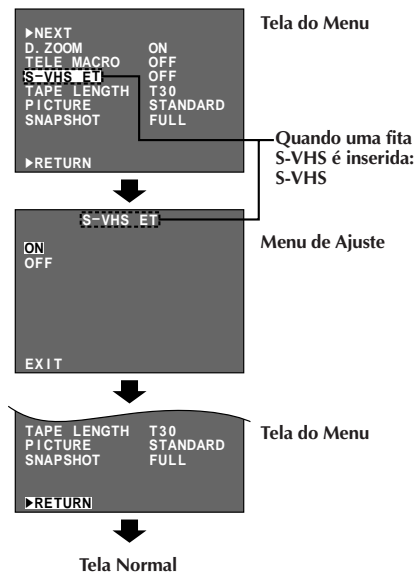 Tela do Menu
▶NEXT
D. ZOOM ON
TELE MACRO OFF
S–VHS ET OFF
TAPE LENGTH T30
PICTURE STANDARD
SNAPSHOT FULL
▶RETURN
Quando uma fita
S-VHS é inserida:
S-VHS
S–VHS ET
Menu de Ajuste
ON
OFF
EXIT
TAPE LENGTH T30
PICTURE STANDARD
SNAPSHOT FULL
Tela do Menu
▶RETURN
Tela Normal